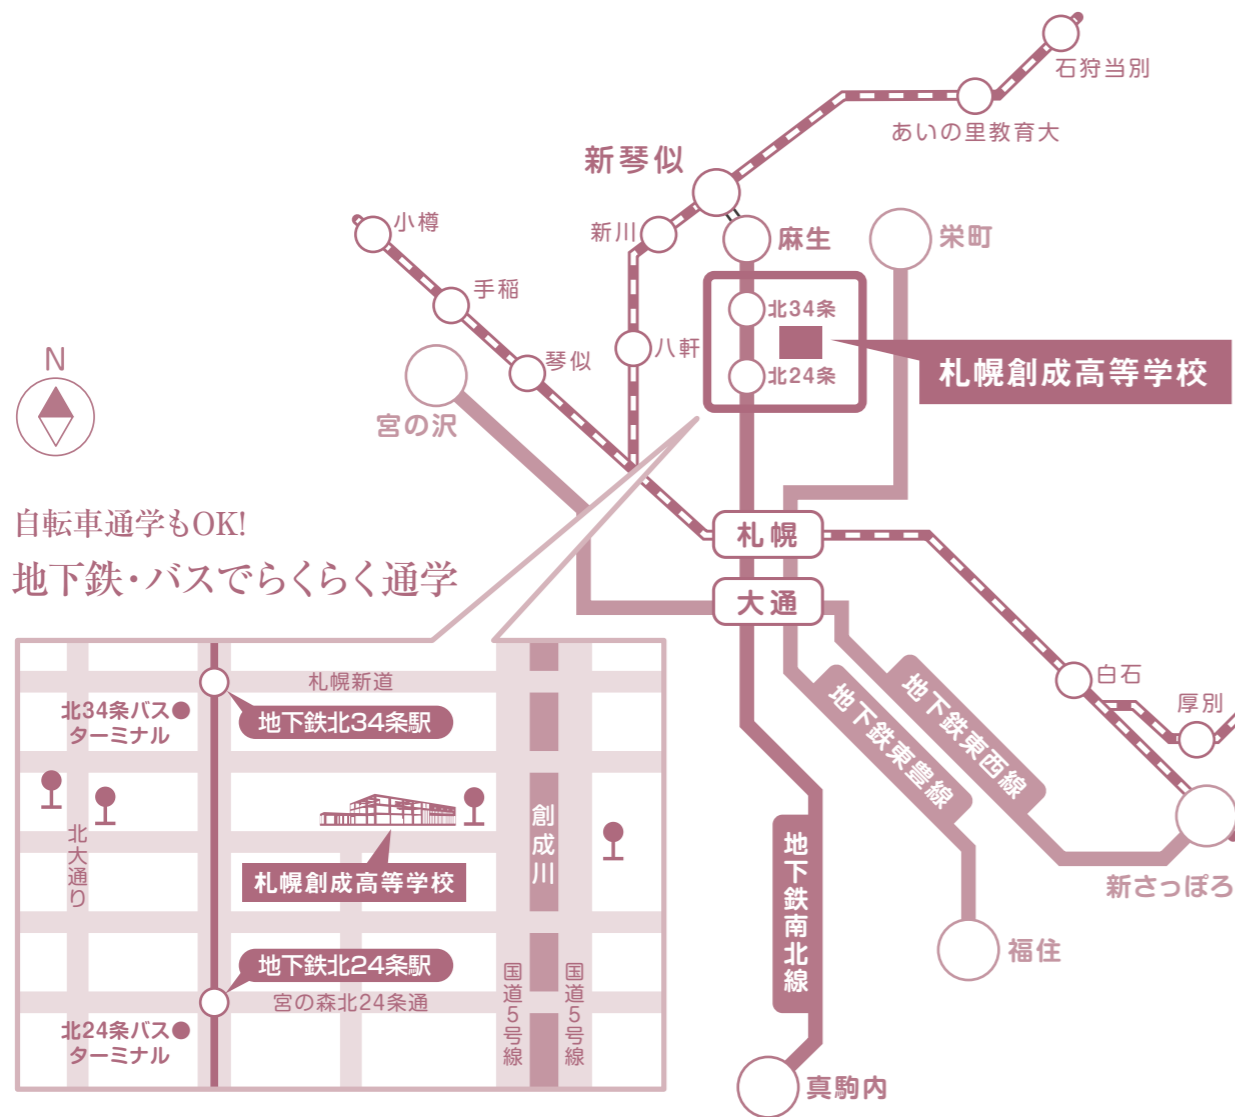 石狩当別
あいの里教育大
新琴似
小樽
新川
麻生
栄町
手稲
北34条
琴似
八軒
北24条
札幌創成高等学校
N
宮の沢
自転車通学もOK!
地下鉄・バスでらくらく通学
札幌
大通
白石
厚別
地下鉄東西線
地下鉄東豊線
地下鉄南北線
新さっぽろ
福住
真駒内
札幌新道
北34条バス
ターミナル
地下鉄北34条駅
北大通り
創成川
札幌創成高等学校
地下鉄北24条駅
宮の森北24条通
国道5号線
国道5号線
北24条バス
ターミナル